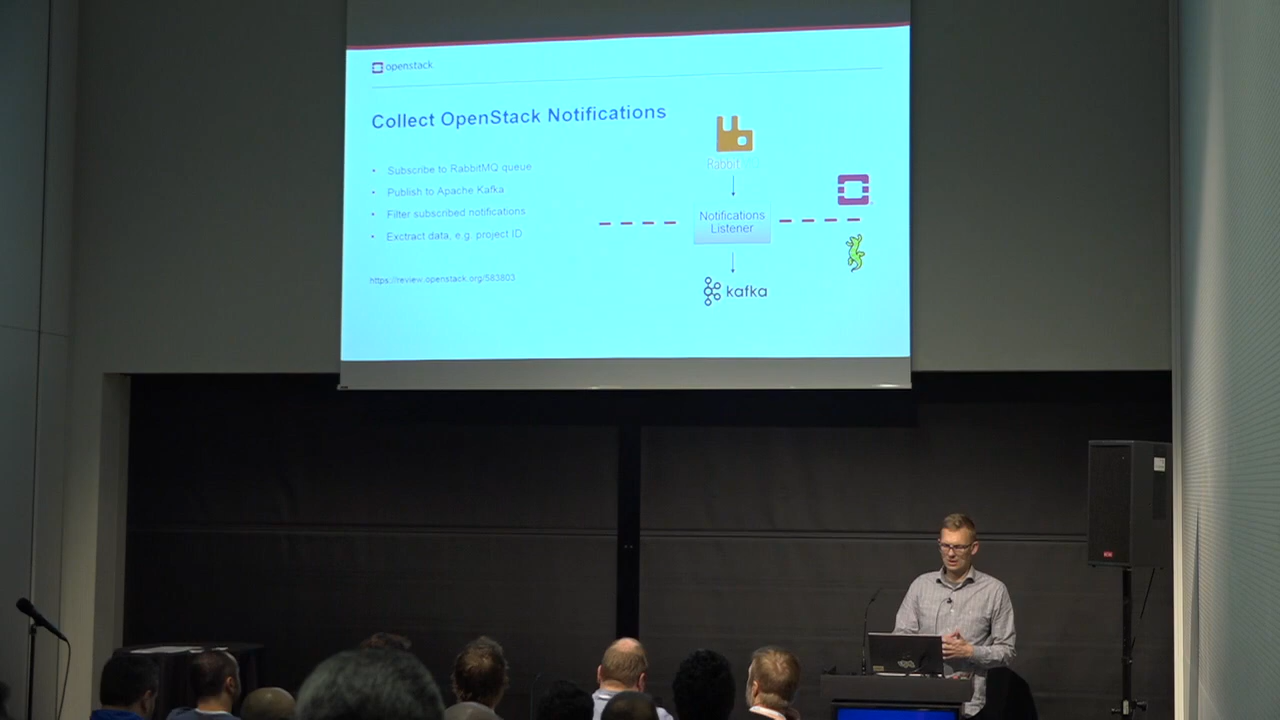 openstack.
Collect OpenStack Notifications
• Subscribe to RabbitMQ queue
• Publish to Apache Kafka
• Filter subscribed notifications
• Exctract data, e.g. project ID
https://review.openstack.org/583803
Rabbit
Notifications
Listener
kafka